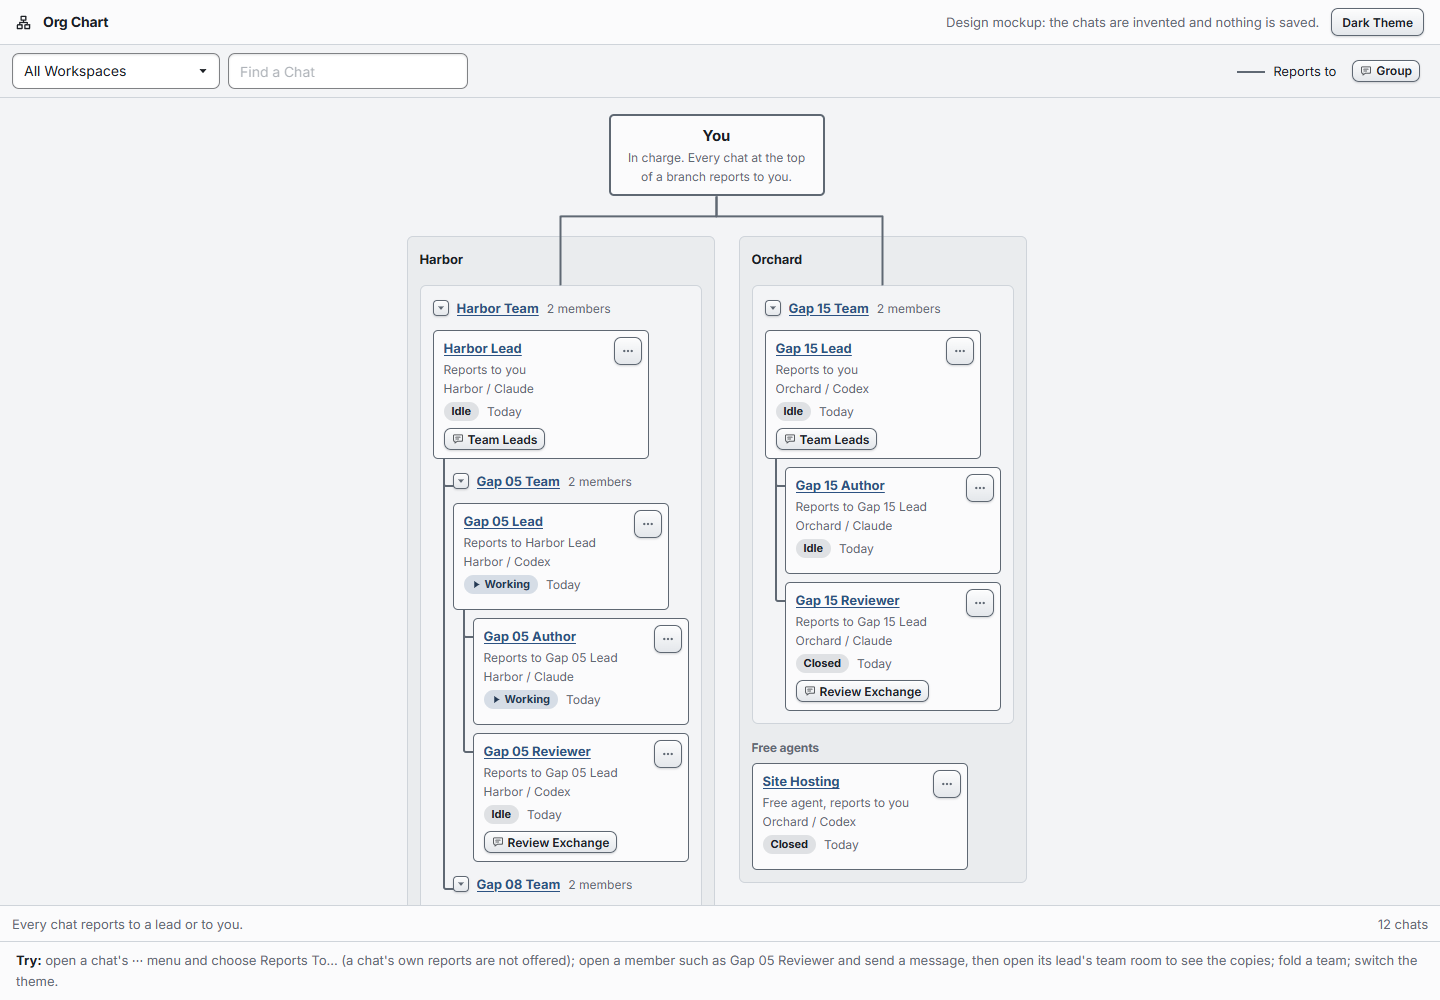 Org Chart
Design mockup: the chats are invented and nothing is saved.
Dark Theme
All Workspaces
Find a Chat
Reports to
Group
You
In charge. Every chat at the top
of a branch reports to you.
Harbor
Harbor Team 2 members
Harbor Lead
···
Reports to you
Harbor / Claude
Idle Today
Team Leads
Gap 05 Team 2 members
Gap 05 Lead
···
Reports to Harbor Lead
Harbor / Codex
Working Today
Gap 05 Author
···
Reports to Gap 05 Lead
Harbor / Claude
Working Today
Gap 05 Reviewer
···
Reports to Gap 05 Lead
Harbor / Codex
Idle Today
Review Exchange
Gap 08 Team 2 members
Orchard
Gap 15 Team 2 members
Gap 15 Lead
···
Reports to you
Orchard / Codex
Idle Today
Team Leads
Gap 15 Author
···
Reports to Gap 15 Lead
Orchard / Claude
Idle Today
Gap 15 Reviewer
···
Reports to Gap 15 Lead
Orchard / Claude
Closed Today
Review Exchange
Free agents
Site Hosting
···
Free agent, reports to you
Orchard / Codex
Closed Today
Every chat reports to a lead or to you.
12 chats
Try: open a chat's ··· menu and choose Reports To... (a chat's own reports are not offered); open a member such as Gap 05 Reviewer and send a message, then open its lead's team room to see the copies; fold a team; switch the
theme.